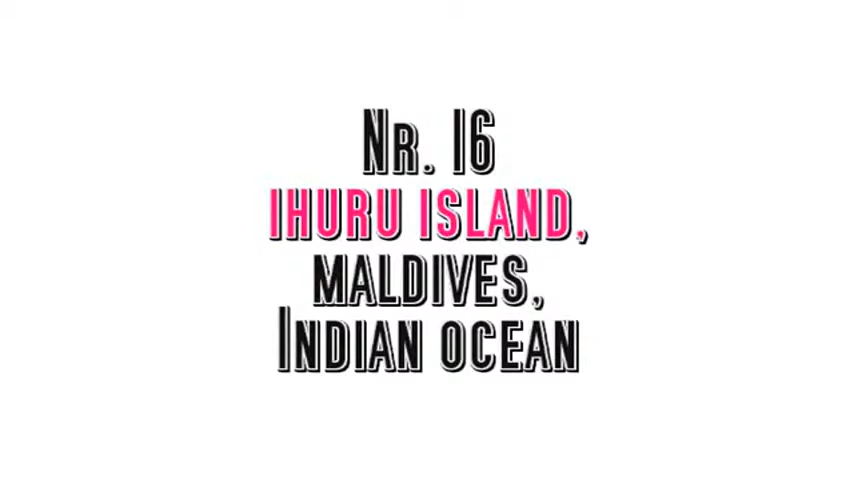 Nr. 16
IHURU ISLAND,
MALDIVES,
INDIAN OCEAN